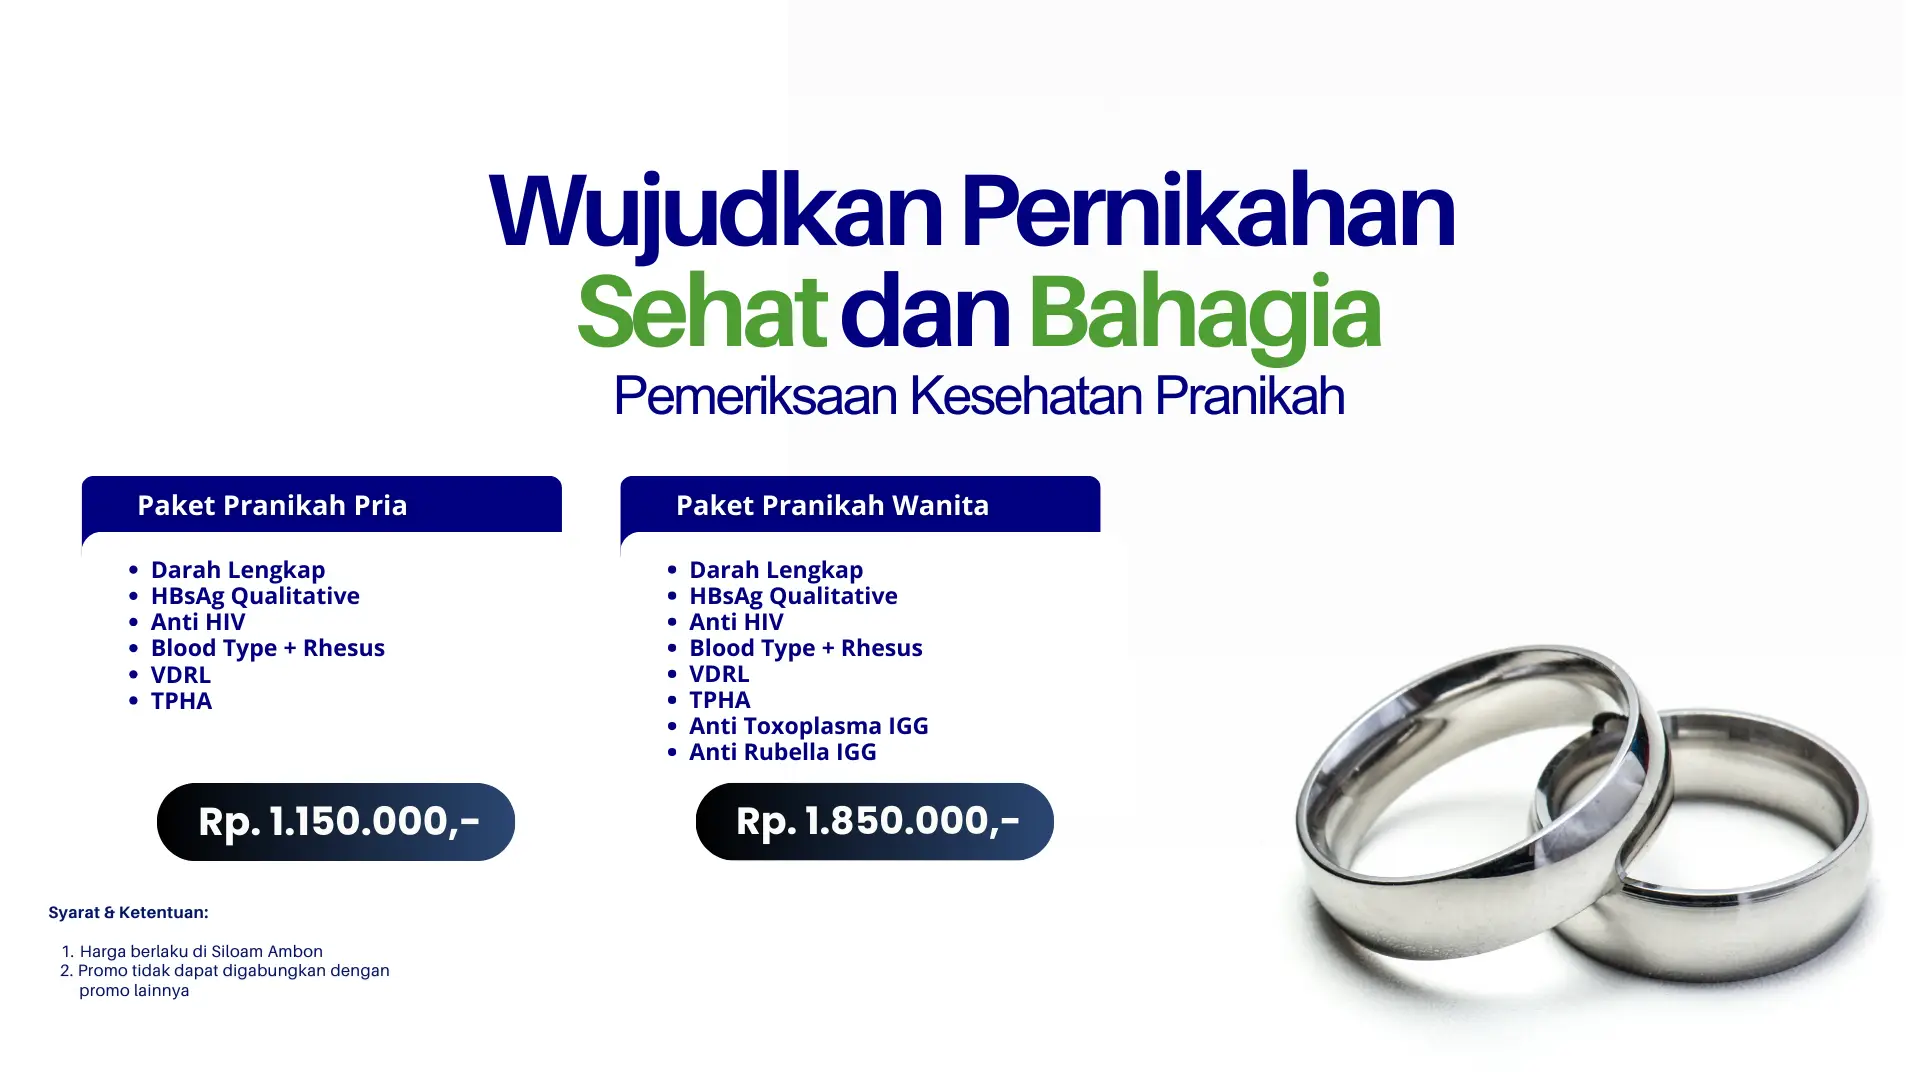 Wujudkan Pernikahan
Sehat dan Bahagia
Pemeriksaan Kesehatan Pranikah
Paket Pranikah Pria
• Darah Lengkap
• HBsAg Qualitative
• Anti HIV
• Blood Type + Rhesus
• VDRL
• TPHA
Rp. 1.150.000,-
Paket Pranikah Wanita
• Darah Lengkap
• HBsAg Qualitative
• Anti HIV
• Blood Type + Rhesus
• VDRL
• TPHA
• Anti Toxoplasma IGG
• Anti Rubella IGG
Rp. 1.850.000,-
Syarat & Ketentuan:
1. Harga berlaku di Siloam Ambon
2. Promo tidak dapat digabungkan dengan
promo lainnya